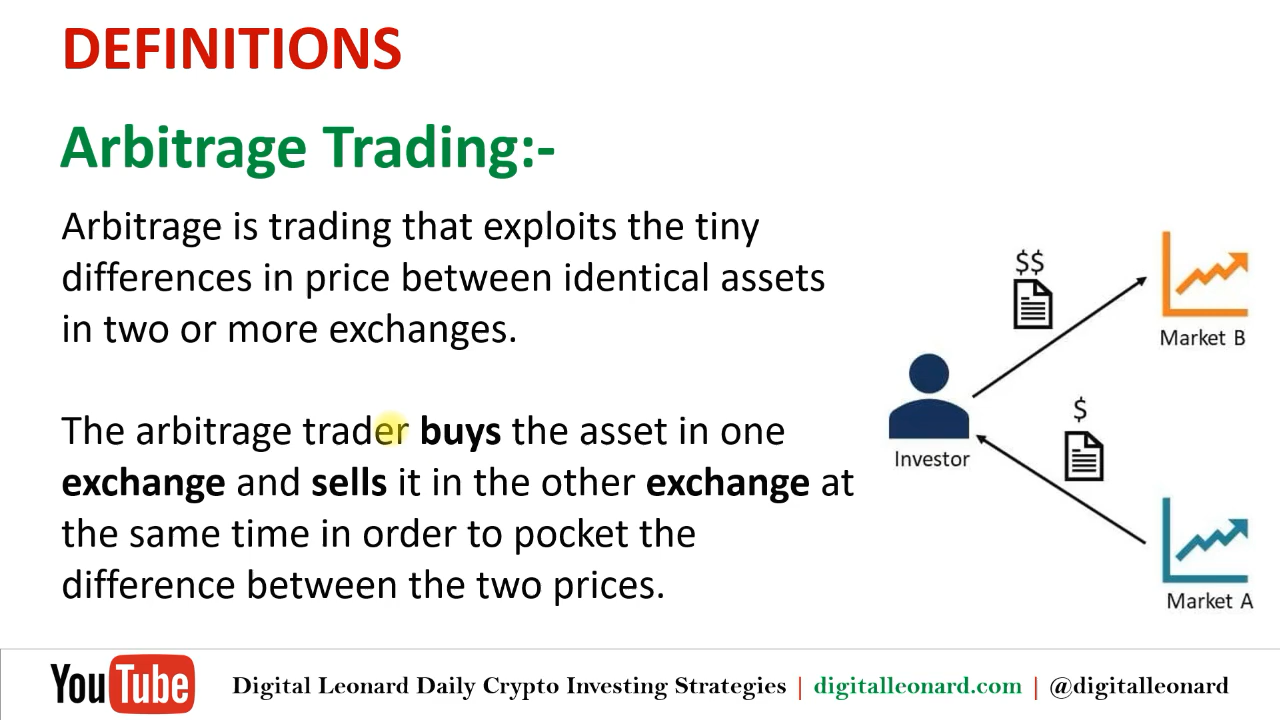 DEFINITIONS
Arbitrage Trading:-
Arbitrage is trading that exploits the tiny
differences in price between identical assets
in two or more exchanges.
The arbitrage trader buys the asset in one
exchange and sells it in the other exchange at
the same time in order to pocket the
difference between the two prices.
$$
Market B
Investor
$
Market A
YouTube Digital Leonard Daily Crypto Investing Strategies | digitalleonard.com | @digitalleonard